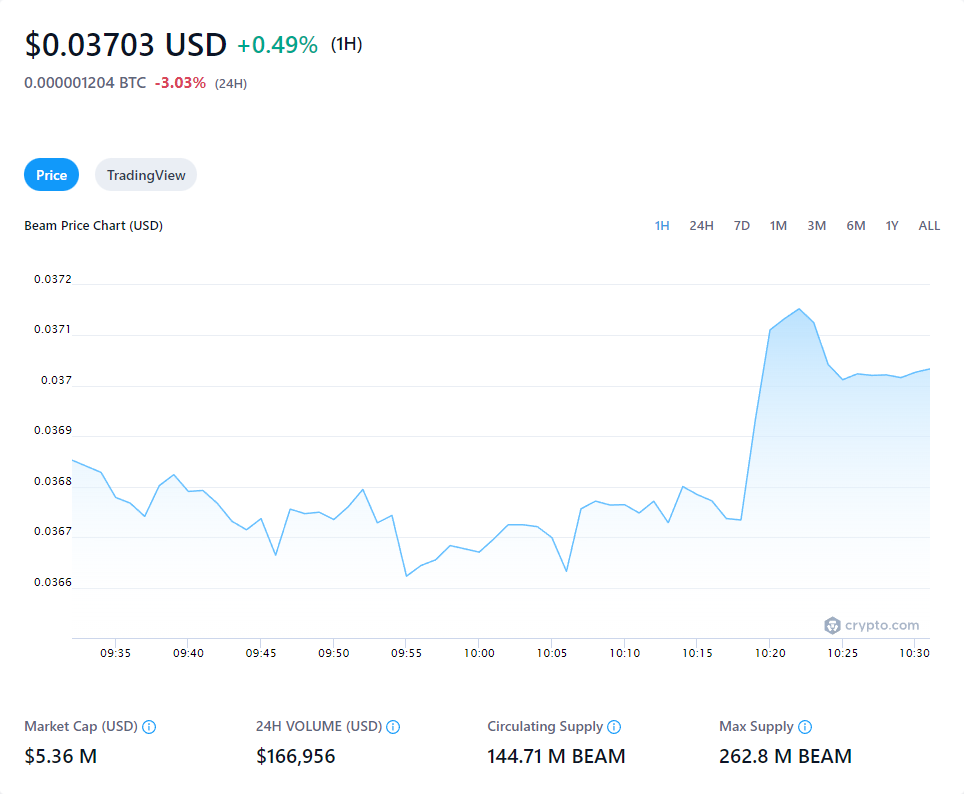 $0.03703 USD +0.49% (1H)
0.000001204 BTC -3.03% (24H)
Price TradingView
Beam Price Chart (USD) 1H 24H 7D 1M 3M 6M 1Y ALL
0.0372
0.0371
0.037
0.0369
0.0368
0.0367
0.0366
crypto.com
09:35 09:40 09:45 09:50 09:55 10:00 10:05 10:10 10:15 10:20 10:25 10:30
Market Cap (USD) 24H VOLUME (USD) Circulating Supply Max Supply
$5.36 M $166,956 144.71 M BEAM 262.8 M BEAM